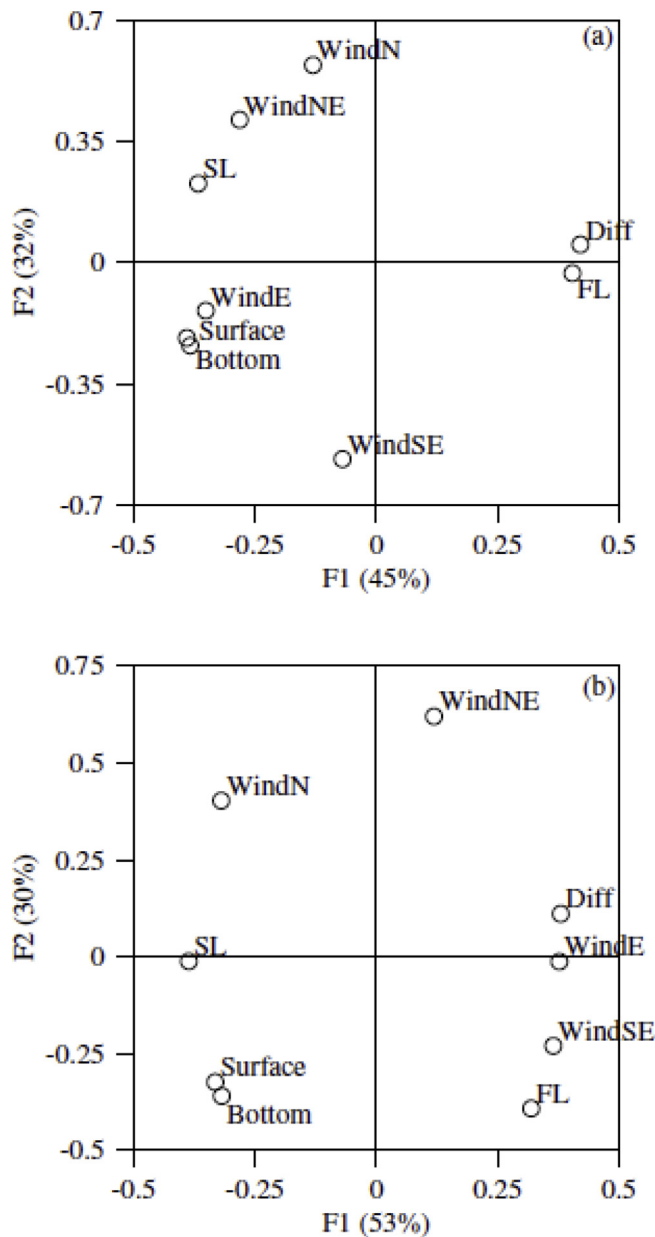 0.7
(a)
WindN
WindNE
0.35
SL
Diff
0
FL
WindE
Surface
Bottom
-0.35
WindSE
-0.7
-0.5 -0.25 0 0.25 0.5
F1 (45%)
F2 (32%)
0.75
(b)
WindNE
0.5
WindN
0.25
Diff
SL
WindE
0
WindSE
-0.25
Surface
FL
Bottom
-0.5
-0.5 -0.25 0 0.25 0.5
F1 (53%)
F2 (30%)